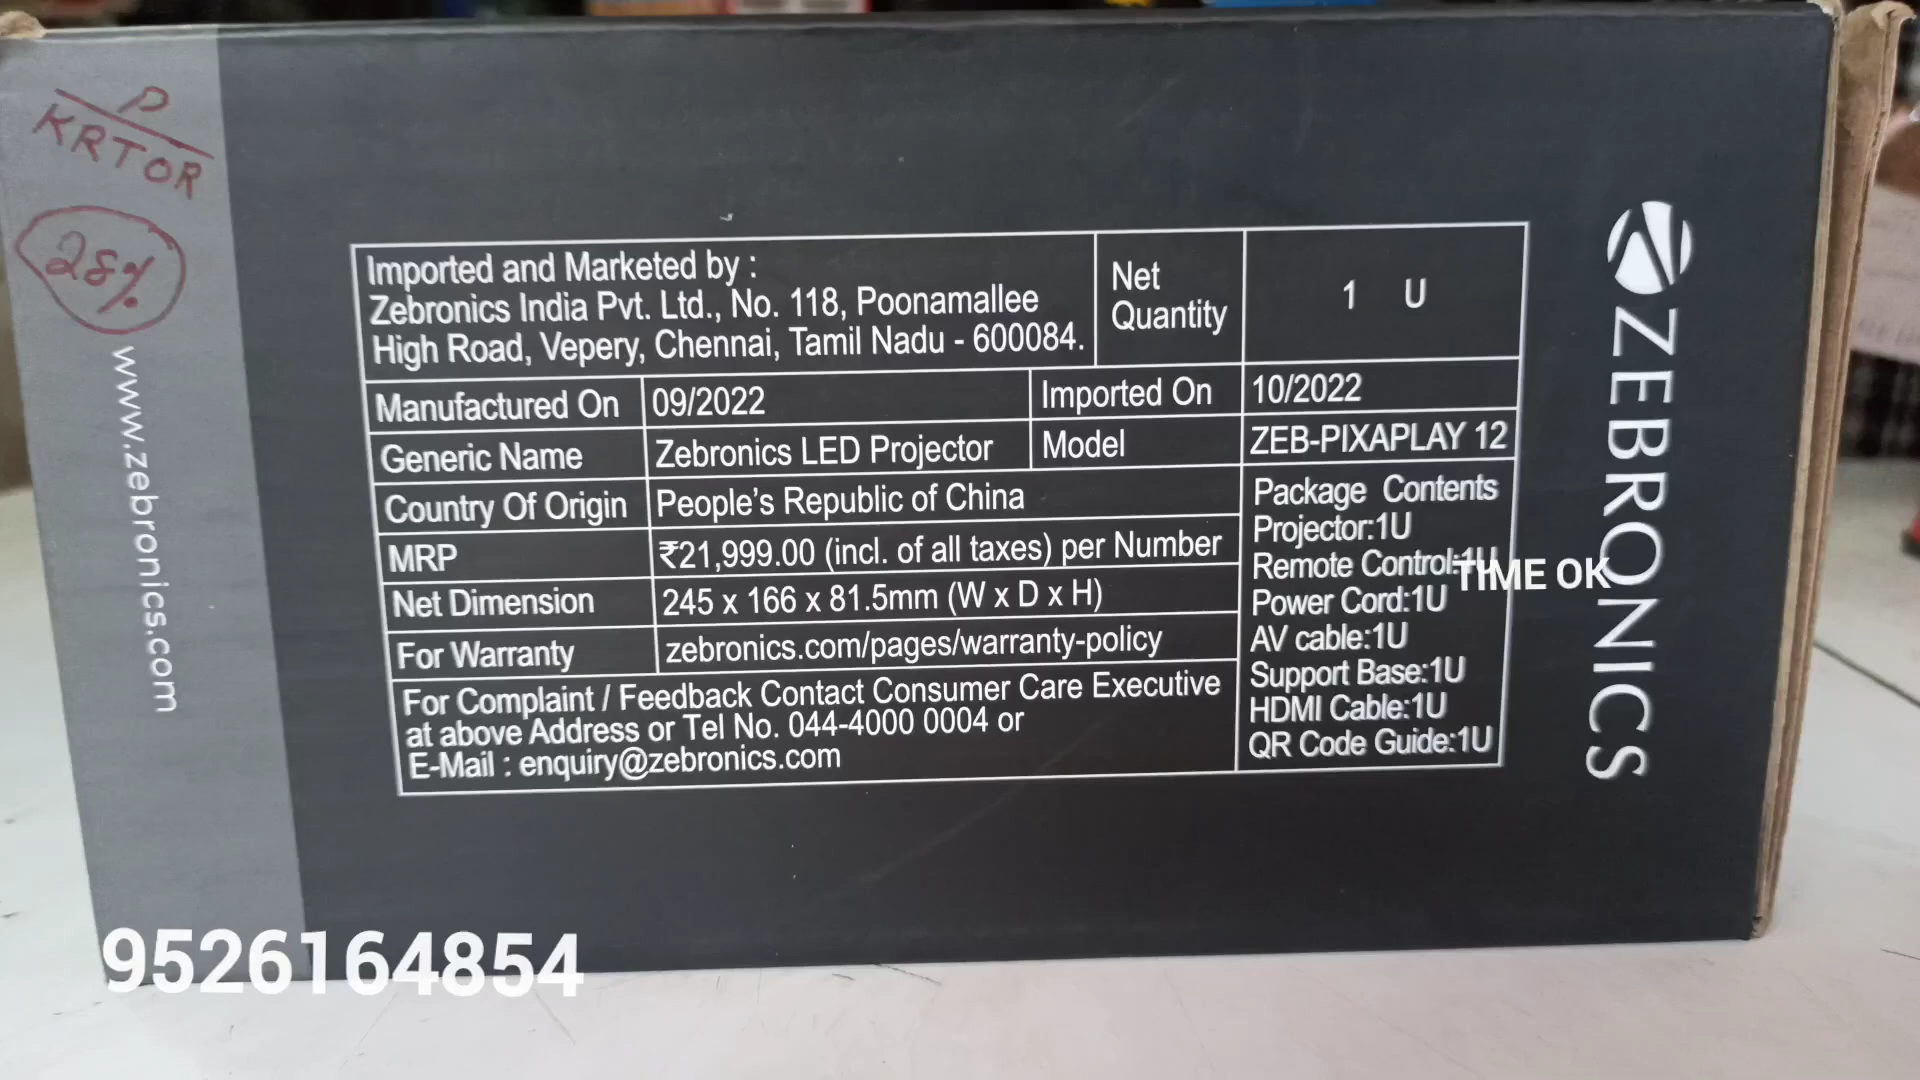 P
KRTOR
28%
www.zebronics.com
Imported and Marketed by :
Zebronics India Pvt. Ltd., No. 118, Poonamallee
High Road, Vepery, Chennai, Tamil Nadu - 600084.
Net
Quantity
1 U
Manufactured On 09/2022 Imported On 10/2022
Generic Name Zebronics LED Projector Model ZEB-PIXAPLAY 12
Country Of Origin People's Republic of China
MRP ₹21,999.00 (incl. of all taxes) per Number
Net Dimension 245 x 166 x 81.5mm (W x D x H)
For Warranty zebronics.com/pages/warranty-policy
For Complaint / Feedback Contact Consumer Care Executive
at above Address or Tel No. 044-4000 0004 or
E-Mail : enquiry@zebronics.com
Package Contents
Projector:1U
Remote Control:1U
Power Cord:1U
AV cable:1U
Support Base:1U
HDMI Cable:1U
QR Code Guide:1U
TIME OK
ZEBRONICS
9526164854